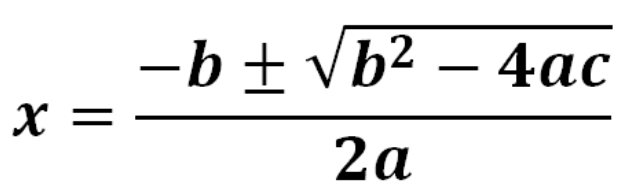 x = (-b ± √(b² − 4ac)) / 2a